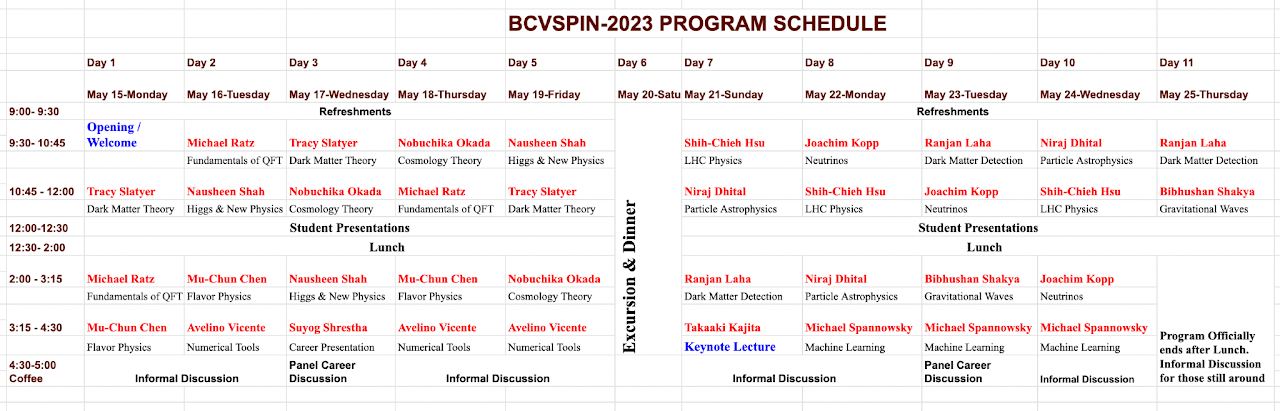 BCVSPIN-2023 PROGRAM SCHEDULE
Day 1 Day 2 Day 3 Day 4 Day 5 Day 6 Day 7 Day 8 Day 9 Day 10 Day 11
May 15-Monday May 16-Tuesday May 17-Wednesday May 18-Thursday May 19-Friday May 20-Satu May 21-Sunday May 22-Monday May 23-Tuesday May 24-Wednesday May 25-Thursday
9:00- 9:30 Refreshments Refreshments
Opening /
9:30- 10:45 Welcome Michael Ratz Tracy Slatyer Nobuchika Okada Nausheen Shah Shih-Chieh Hsu Joachim Kopp Ranjan Laha Niraj Dhital Ranjan Laha
Fundamentals of QFT Dark Matter Theory Cosmology Theory Higgs & New Physics LHC Physics Neutrinos Dark Matter Detection Particle Astrophysics Dark Matter Detection
10:45 - 12:00 Tracy Slatyer Nausheen Shah Nobuchika Okada Michael Ratz Tracy Slatyer Niraj Dhital Shih-Chieh Hsu Joachim Kopp Shih-Chieh Hsu Bibhushan Shakya
Dark Matter Theory Higgs & New Physics Cosmology Theory Fundamentals of QFT Dark Matter Theory Particle Astrophysics LHC Physics Neutrinos LHC Physics Gravitational Waves
12:00-12:30 Student Presentations Student Presentations
12:30- 2:00 Lunch Lunch
Excursion & Dinner
2:00 - 3:15 Michael Ratz Mu-Chun Chen Nausheen Shah Mu-Chun Chen Nobuchika Okada Ranjan Laha Niraj Dhital Bibhushan Shakya Joachim Kopp
Fundamentals of QFT Flavor Physics Higgs & New Physics Flavor Physics Cosmology Theory Dark Matter Detection Particle Astrophysics Gravitational Waves Neutrinos
3:15 - 4:30 Mu-Chun Chen Avelino Vicente Suyog Shrestha Avelino Vicente Avelino Vicente Takaaki Kajita Michael Spannowsky Michael Spannowsky Michael Spannowsky
Flavor Physics Numerical Tools Career Presentation Numerical Tools Numerical Tools Keynote Lecture Machine Learning Machine Learning Machine Learning
Program Officially
ends after Lunch.
Informal Discussion
for those still around
4:30-5:00 Panel Career Panel Career
Coffee Informal Discussion Discussion Informal Discussion Informal Discussion Discussion Informal Discussion